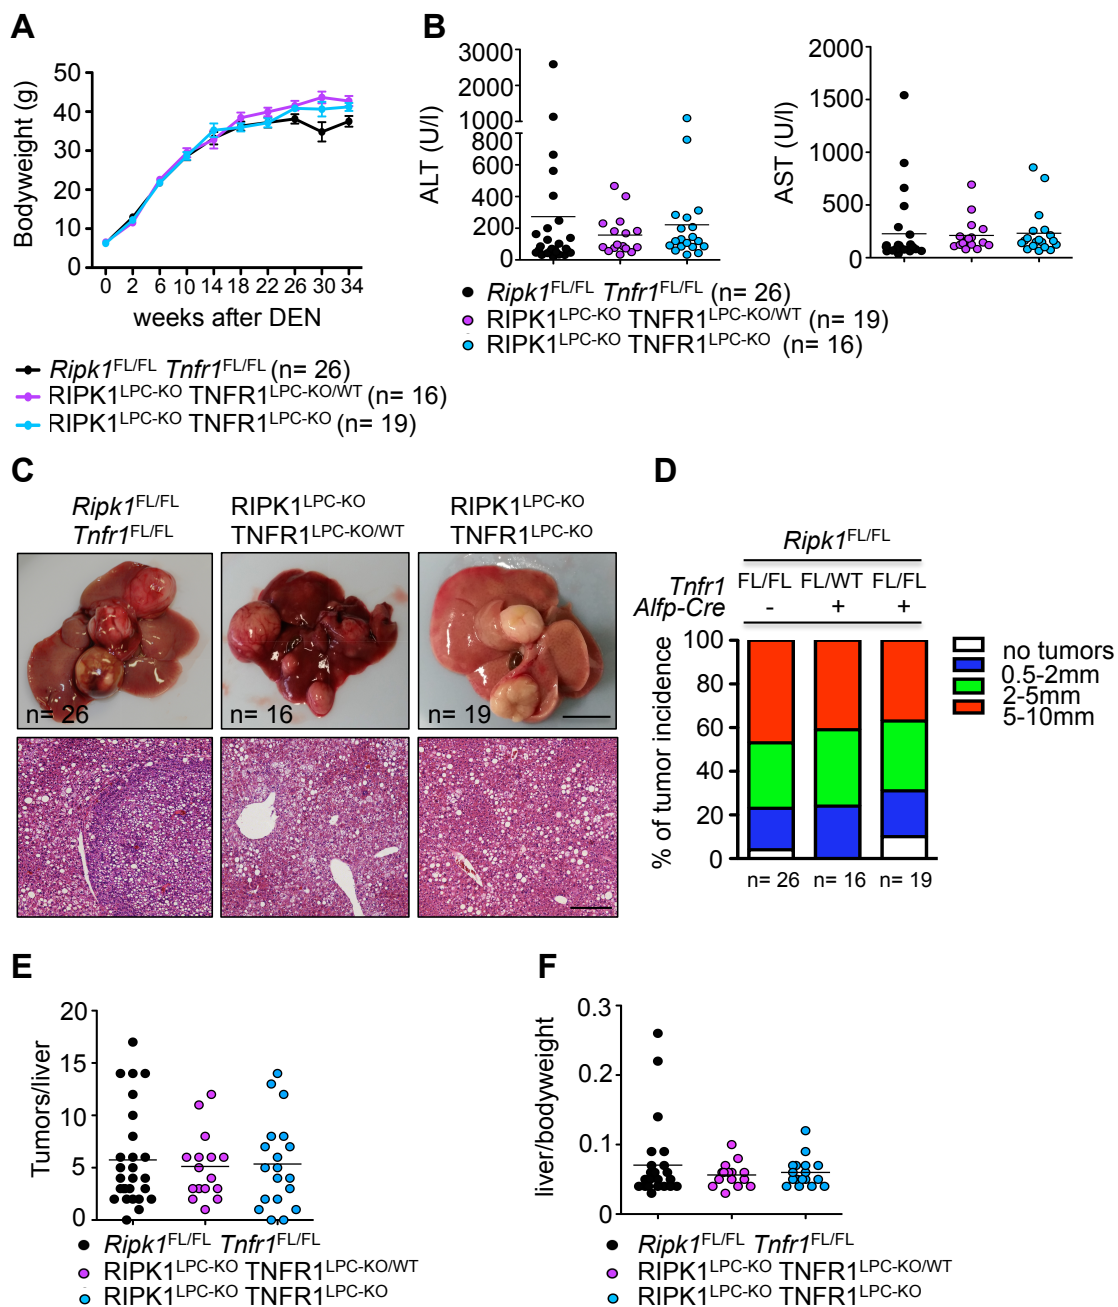 A
Bodyweight (g)
50
40
30
20
10
0
0 2 6 10 14 18 22 26 30 34
weeks after DEN
Ripk1FL/FL Tnfr1FL/FL (n= 26)
RIPK1LPC-KO TNFR1LPC-KO/WT (n= 16)
RIPK1LPC-KO TNFR1LPC-KO (n= 19)
B
ALT (U/l)
3000
2000
1000
800
600
400
200
0
AST (U/l)
2000
1500
1000
500
0
Ripk1FL/FL Tnfr1FL/FL (n= 26)
RIPK1LPC-KO TNFR1LPC-KO/WT (n= 19)
RIPK1LPC-KO TNFR1LPC-KO (n= 16)
C
Ripk1FL/FL
Tnfr1FL/FL
RIPK1LPC-KO
TNFR1LPC-KO/WT
RIPK1LPC-KO
TNFR1LPC-KO
n= 26
n= 16
n= 19
D
Ripk1FL/FL
Tnfr1 FL/FL FL/WT FL/FL
Alfp-Cre - + +
% of tumor incidence
100
80
60
40
20
0
n= 26 n= 16 n= 19
no tumors
0.5-2mm
2-5mm
5-10mm
E
Tumors/liver
20
15
10
5
0
Ripk1FL/FL Tnfr1FL/FL
RIPK1LPC-KO TNFR1LPC-KO/WT
RIPK1LPC-KO TNFR1LPC-KO
F
liver/bodyweight
0.3
0.2
0.1
0
Ripk1FL/FL Tnfr1FL/FL
RIPK1LPC-KO TNFR1LPC-KO/WT
RIPK1LPC-KO TNFR1LPC-KO